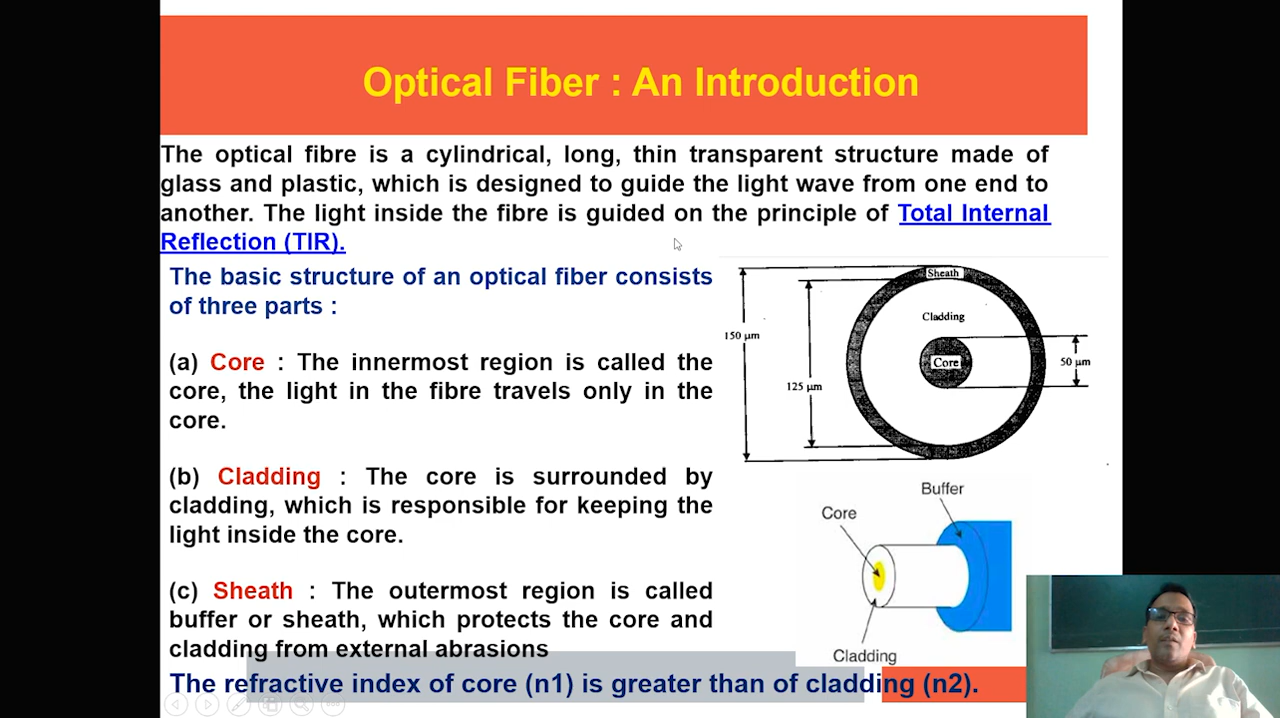 Optical Fiber : An Introduction
The optical fibre is a cylindrical, long, thin transparent structure made of
glass and plastic, which is designed to guide the light wave from one end to
another. The light inside the fibre is guided on the principle of Total Internal
Reflection (TIR).
The basic structure of an optical fiber consists
of three parts :
(a) Core : The innermost region is called the
core, the light in the fibre travels only in the
core.
(b) Cladding : The core is surrounded by
cladding, which is responsible for keeping the
light inside the core.
(c) Sheath : The outermost region is called
buffer or sheath, which protects the core and
cladding from external abrasions
The refractive index of core (n1) is greater than of cladding (n2).
Sheath
Cladding
150 µm
Core
50 µm
125 µm
Buffer
Core
Cladding